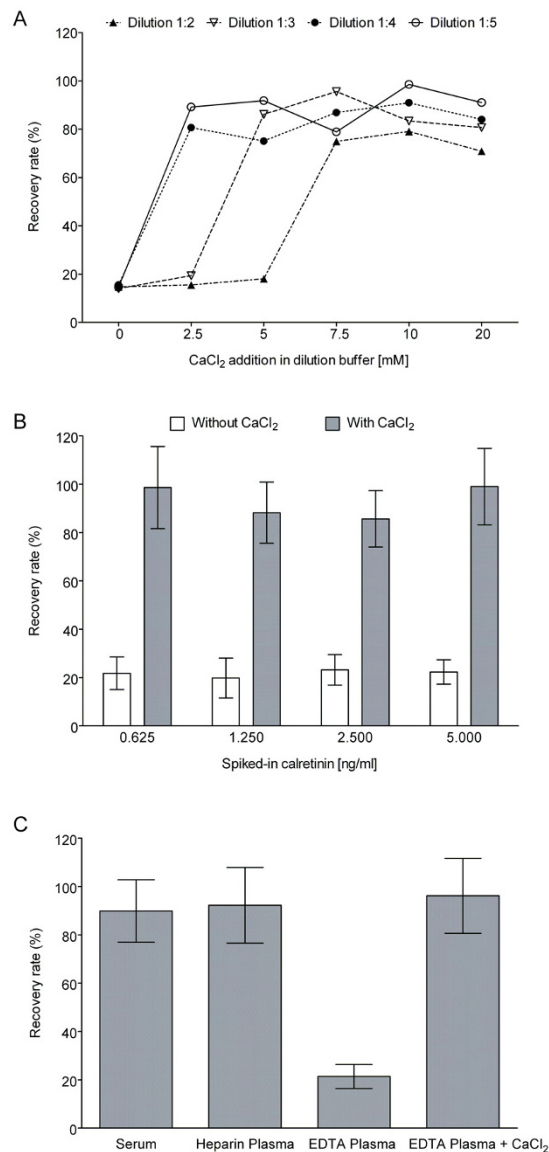 A
Dilution 1:2 Dilution 1:3 Dilution 1:4 Dilution 1:5
120
100
80
60
40
20
0
Recovery rate (%)
0 2.5 5 7.5 10 20
CaCl₂ addition in dilution buffer [mM]
B
Without CaCl₂ With CaCl₂
120
100
80
60
40
20
0
Recovery rate (%)
0.625 1.250 2.500 5.000
Spiked-in calretinin [ng/ml]
C
120
100
80
60
40
20
0
Recovery rate (%)
Serum Heparin Plasma EDTA Plasma EDTA Plasma + CaCl₂